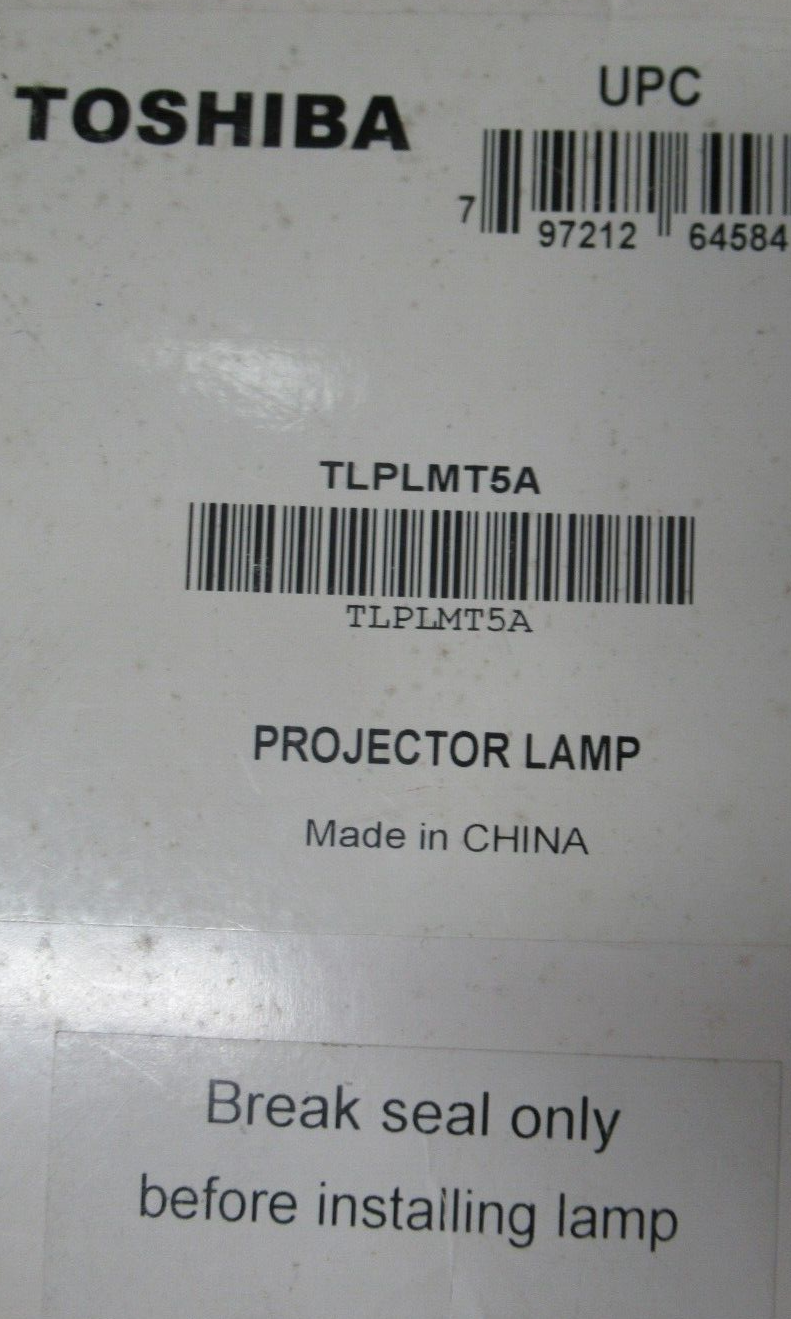 TOSHIBA
UPC
7 97212 64584
TLPLMT5A
TLPLMT5A
PROJECTOR LAMP
Made in CHINA
Break seal only
before installing lamp